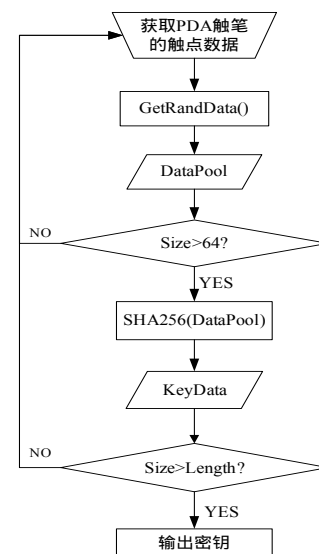 获取PDA触笔
的触点数据
GetRandData()
DataPool
Size>64?
NO
YES
SHA256(DataPool)
KeyData
Size>Length?
NO
YES
输出密钥